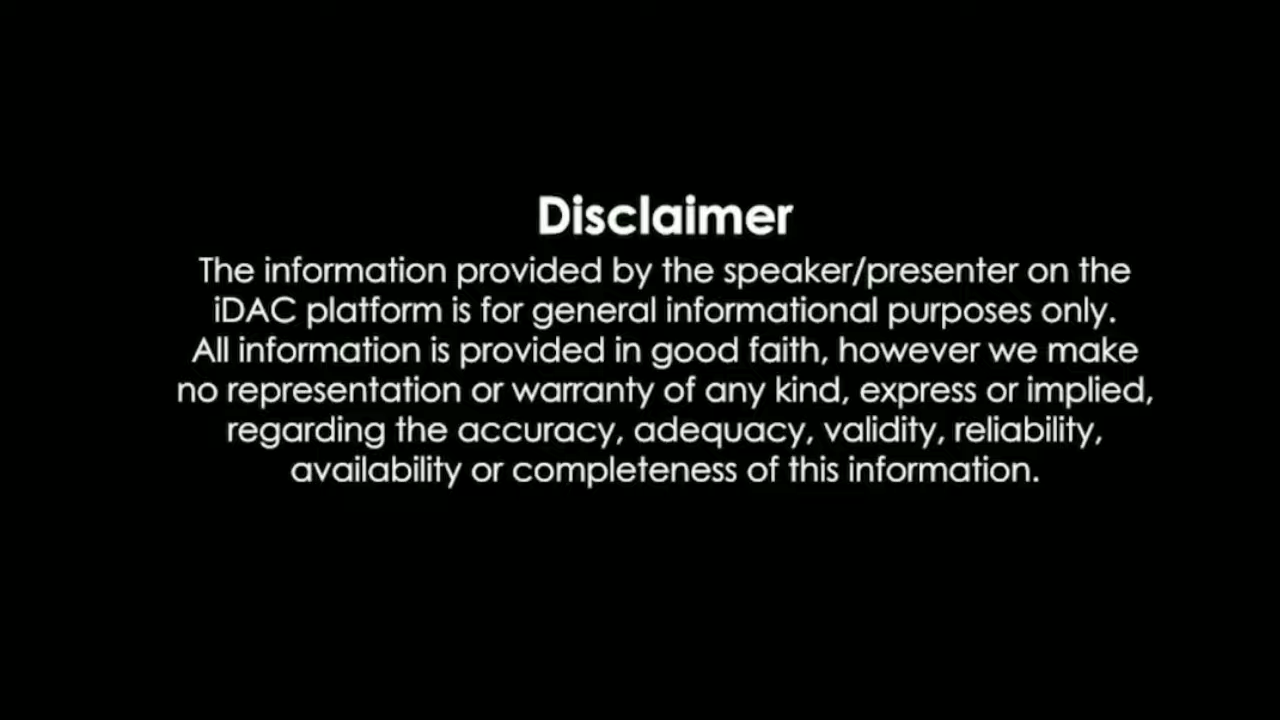 Disclaimer
The information provided by the speaker/presenter on the
iDAC platform is for general informational purposes only.
All information is provided in good faith, however we make
no representation or warranty of any kind, express or implied,
regarding the accuracy, adequacy, validity, reliability,
availability or completeness of this information.